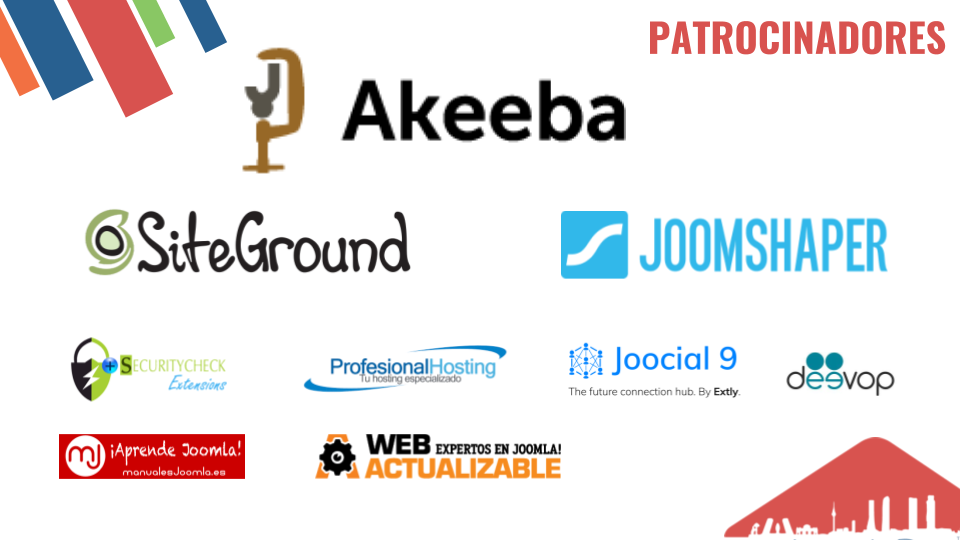 PATROCINADORES
Akeeba
SiteGround
JOOMSHAPER
SECURITYCHECK
Extensions
ProfesionalHosting
Tu hosting especializado
Joocial 9
The future connection hub. By Extly.
deevop
mJ
¡Aprende Joomla!
manualesJoomla.es
WEB EXPERTOS EN JOOMLA!
ACTUALIZABLE